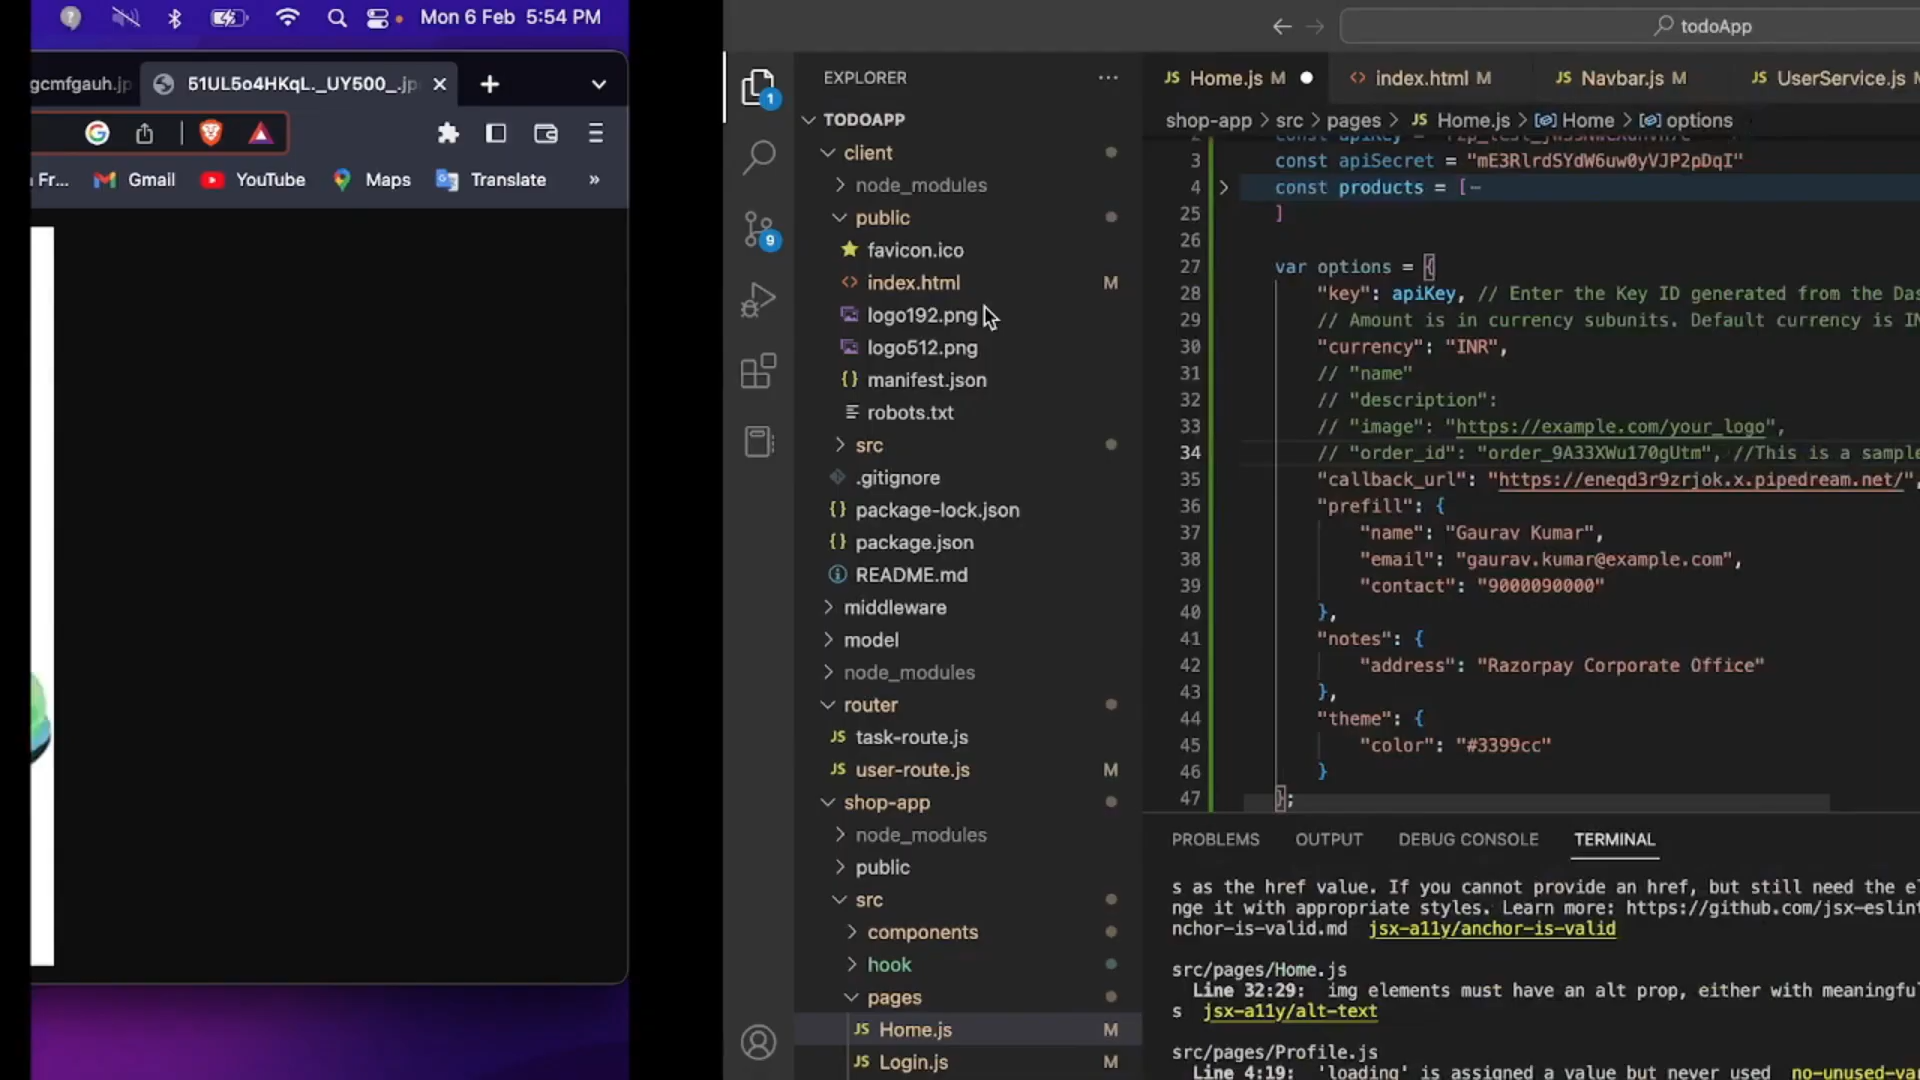 Mon 6 Feb 5:54 PM
gcmfgauh.jp
51UL5o4HKqL._UY500_.jp
Fr...
Gmail
YouTube
Maps
Translate
»
todoApp
EXPLORER
TODOAPP
client
node_modules
public
favicon.ico
index.html M
logo192.png
logo512.png
manifest.json
robots.txt
src
.gitignore
package-lock.json
package.json
README.md
middleware
model
node_modules
router
JS task-route.js
JS user-route.js M
shop-app
node_modules
public
src
components
hook
pages
JS Home.js M
JS Login.js M
1
9
JS Home.js M
index.html M
JS Navbar.js M
JS UserService.js
shop-app > src > pages > JS Home.js > Home > options
3 const apiSecret = "mE3RlrdSYdW6uw0yVJP2pDqI"
4 const products = [
25 ]
26
27 var options = {
28 "key": apiKey, // Enter the Key ID generated from the Das
29 // Amount is in currency subunits. Default currency is IN
30 "currency": "INR",
31 // "name"
32 // "description":
33 // "image": "https://example.com/your_logo",
34 // "order_id": "order_9A33XWu170gUtm", //This is a sample
35 "callback_url": "https://eneqd3r9zrjok.x.pipedream.net/",
36 "prefill": {
37 "name": "Gaurav Kumar",
38 "email": "gaurav.kumar@example.com",
39 "contact": "9000090000"
40 },
41 "notes": {
42 "address": "Razorpay Corporate Office"
43 },
44 "theme": {
45 "color": "#3399cc"
46 }
47 };
PROBLEMS OUTPUT DEBUG CONSOLE TERMINAL
s as the href value. If you cannot provide an href, but still need the el
nge it with appropriate styles. Learn more: https://github.com/jsx-eslint
nchor-is-valid.md jsx-a11y/anchor-is-valid
src/pages/Home.js
Line 32:29: img elements must have an alt prop, either with meaningful
s jsx-a11y/alt-text
src/pages/Profile.js
Line 4:19: 'loading' is assigned a value but never used no-unused-va